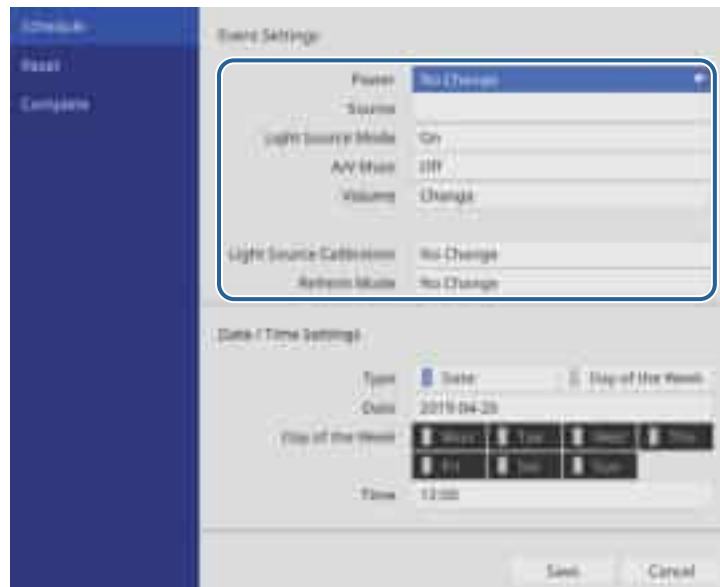 Schedule
Reset
Complete
Event Settings
Power No Change
Source
Light Source Mode On
A/V Mute Off
Volume Change
Light Source Calibration No Change
Refresh Mode No Change
Date / Time Settings
Type Date Day of the Week
Date 2019-04-26
Day of the Week Mon Tue Wed Thu
Fri Sat Sun
Time 12:00
Save Cancel